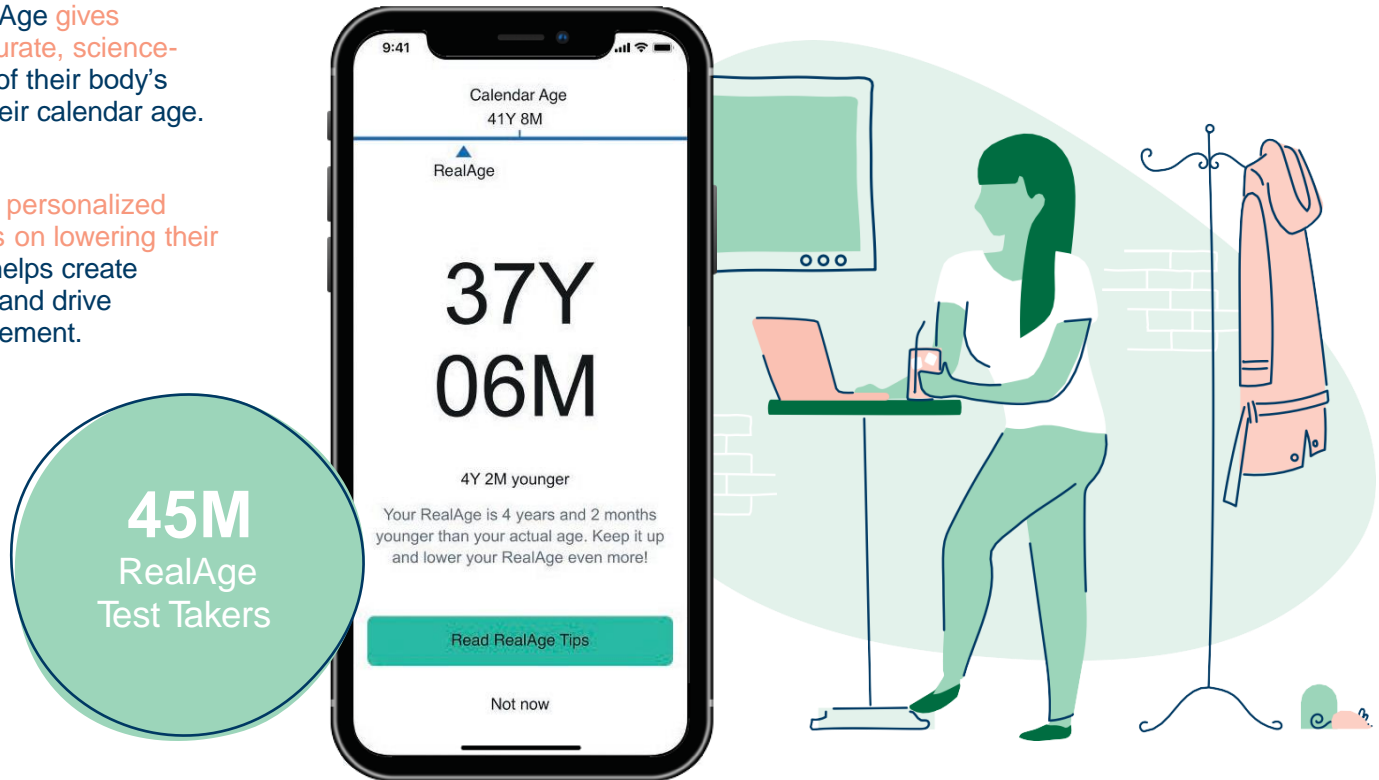 Age gives
urate, science-
of their body's
eir calendar age.
personalized
s on lowering their
helps create
and drive
ement.
45M
RealAge
Test Takers
9:41
Calendar Age
41Y 8M
RealAge
37Y
06M
4Y 2M younger
Your RealAge is 4 years and 2 months
younger than your actual age. Keep it up
and lower your RealAge even more!
Read RealAge Tips
Not now